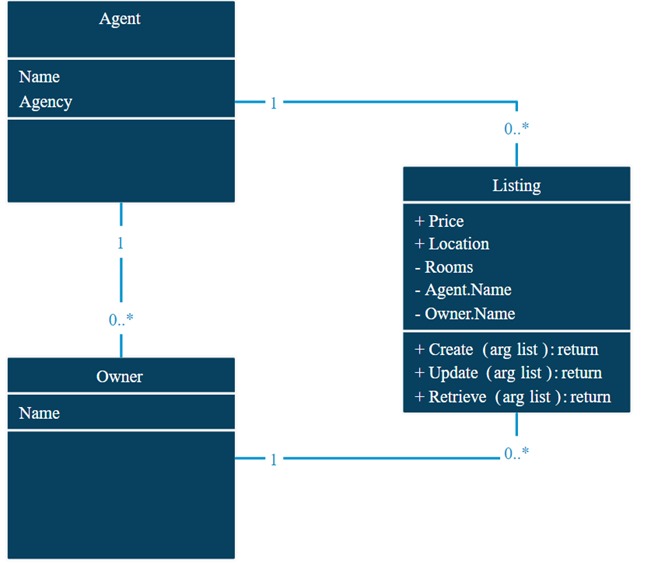 Agent
Name
Agency
1
0..*
Listing
+ Price
+ Location
- Rooms
- Agent.Name
- Owner.Name
+ Create (arg list):return
+ Update (arg list):return
+ Retrieve (arg list):return
1
0..*
Owner
Name
1
0..*